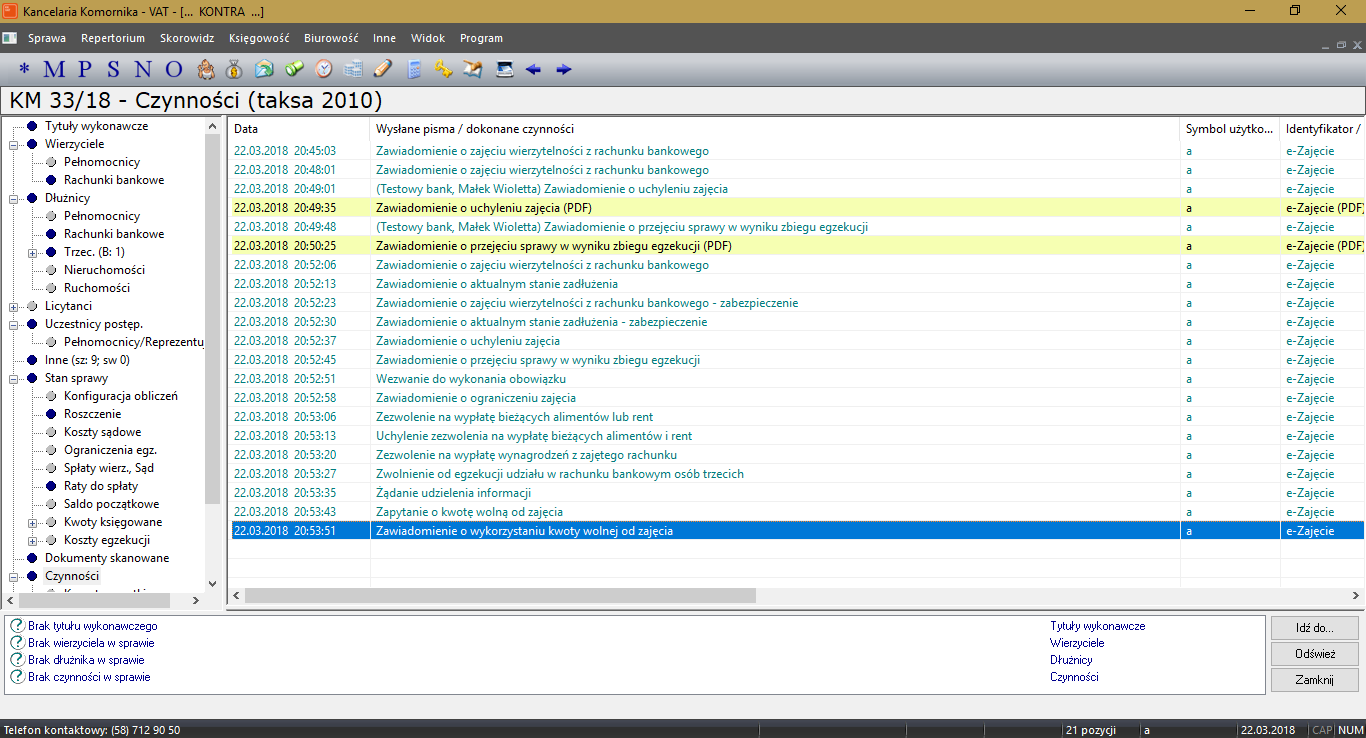 Kancelaria Komornika - VAT - [... KONTRA ...]
Sprawa Repertorium Skorowidz Księgowość Biurowość Inne Widok Program
* M P S N O
KM 33/18 - Czynności (taksa 2010)
Tytuły wykonawcze
Wierzyciele
Pełnomocnicy
Rachunki bankowe
Dłużnicy
Pełnomocnicy
Rachunki bankowe
Trzec. (B: 1)
Nieruchomości
Ruchomości
Licytanci
Uczestnicy postęp.
Pełnomocnicy/Reprezentu
Inne (sz: 9; sw 0)
Stan sprawy
Konfiguracja obliczeń
Roszczenie
Koszty sądowe
Ograniczenia egz.
Spłaty wierz., Sąd
Raty do spłaty
Saldo początkowe
Kwoty księgowane
Koszty egzekucji
Dokumenty skanowane
Czynności
Data Wysłane pisma / dokonane czynności Symbol użytko... Identyfikator /
22.03.2018 20:45:03 Zawiadomienie o zajęciu wierzytelności z rachunku bankowego a e-Zajęcie
22.03.2018 20:48:01 Zawiadomienie o zajęciu wierzytelności z rachunku bankowego a e-Zajęcie
22.03.2018 20:49:01 (Testowy bank, Małek Wioletta) Zawiadomienie o uchyleniu zajęcia a e-Zajęcie
22.03.2018 20:49:35 Zawiadomienie o uchyleniu zajęcia (PDF) a e-Zajęcie (PDF)
22.03.2018 20:49:48 (Testowy bank, Małek Wioletta) Zawiadomienie o przejęciu sprawy w wyniku zbiegu egzekucji a e-Zajęcie
22.03.2018 20:50:25 Zawiadomienie o przejęciu sprawy w wyniku zbiegu egzekucji (PDF) a e-Zajęcie (PDF)
22.03.2018 20:52:06 Zawiadomienie o zajęciu wierzytelności z rachunku bankowego a e-Zajęcie
22.03.2018 20:52:13 Zawiadomienie o aktualnym stanie zadłużenia a e-Zajęcie
22.03.2018 20:52:23 Zawiadomienie o zajęciu wierzytelności z rachunku bankowego - zabezpieczenie a e-Zajęcie
22.03.2018 20:52:30 Zawiadomienie o aktualnym stanie zadłużenia - zabezpieczenie a e-Zajęcie
22.03.2018 20:52:37 Zawiadomienie o uchyleniu zajęcia a e-Zajęcie
22.03.2018 20:52:45 Zawiadomienie o przejęciu sprawy w wyniku zbiegu egzekucji a e-Zajęcie
22.03.2018 20:52:51 Wezwanie do wykonania obowiązku a e-Zajęcie
22.03.2018 20:52:58 Zawiadomienie o ograniczeniu zajęcia a e-Zajęcie
22.03.2018 20:53:06 Zezwolenie na wypłatę bieżących alimentów lub rent a e-Zajęcie
22.03.2018 20:53:13 Uchylenie zezwolenia na wypłatę bieżących alimentów i rent a e-Zajęcie
22.03.2018 20:53:20 Zezwolenie na wypłatę wynagrodzeń z zajętego rachunku a e-Zajęcie
22.03.2018 20:53:27 Zwolnienie od egzekucji udziału w rachunku bankowym osób trzecich a e-Zajęcie
22.03.2018 20:53:35 Żądanie udzielenia informacji a e-Zajęcie
22.03.2018 20:53:43 Zapytanie o kwotę wolną od zajęcia a e-Zajęcie
22.03.2018 20:53:51 Zawiadomienie o wykorzystaniu kwoty wolnej od zajęcia a e-Zajęcie
Brak tytułu wykonawczego Tytuły wykonawcze
Brak wierzyciela w sprawie Wierzyciele
Brak dłużnika w sprawie Dłużnicy
Brak czynności w sprawie Czynności
Idź do...
Odśwież
Zamknij
Telefon kontaktowy: (58) 712 90 50 21 pozycji a 22.03.2018 CAP NUM